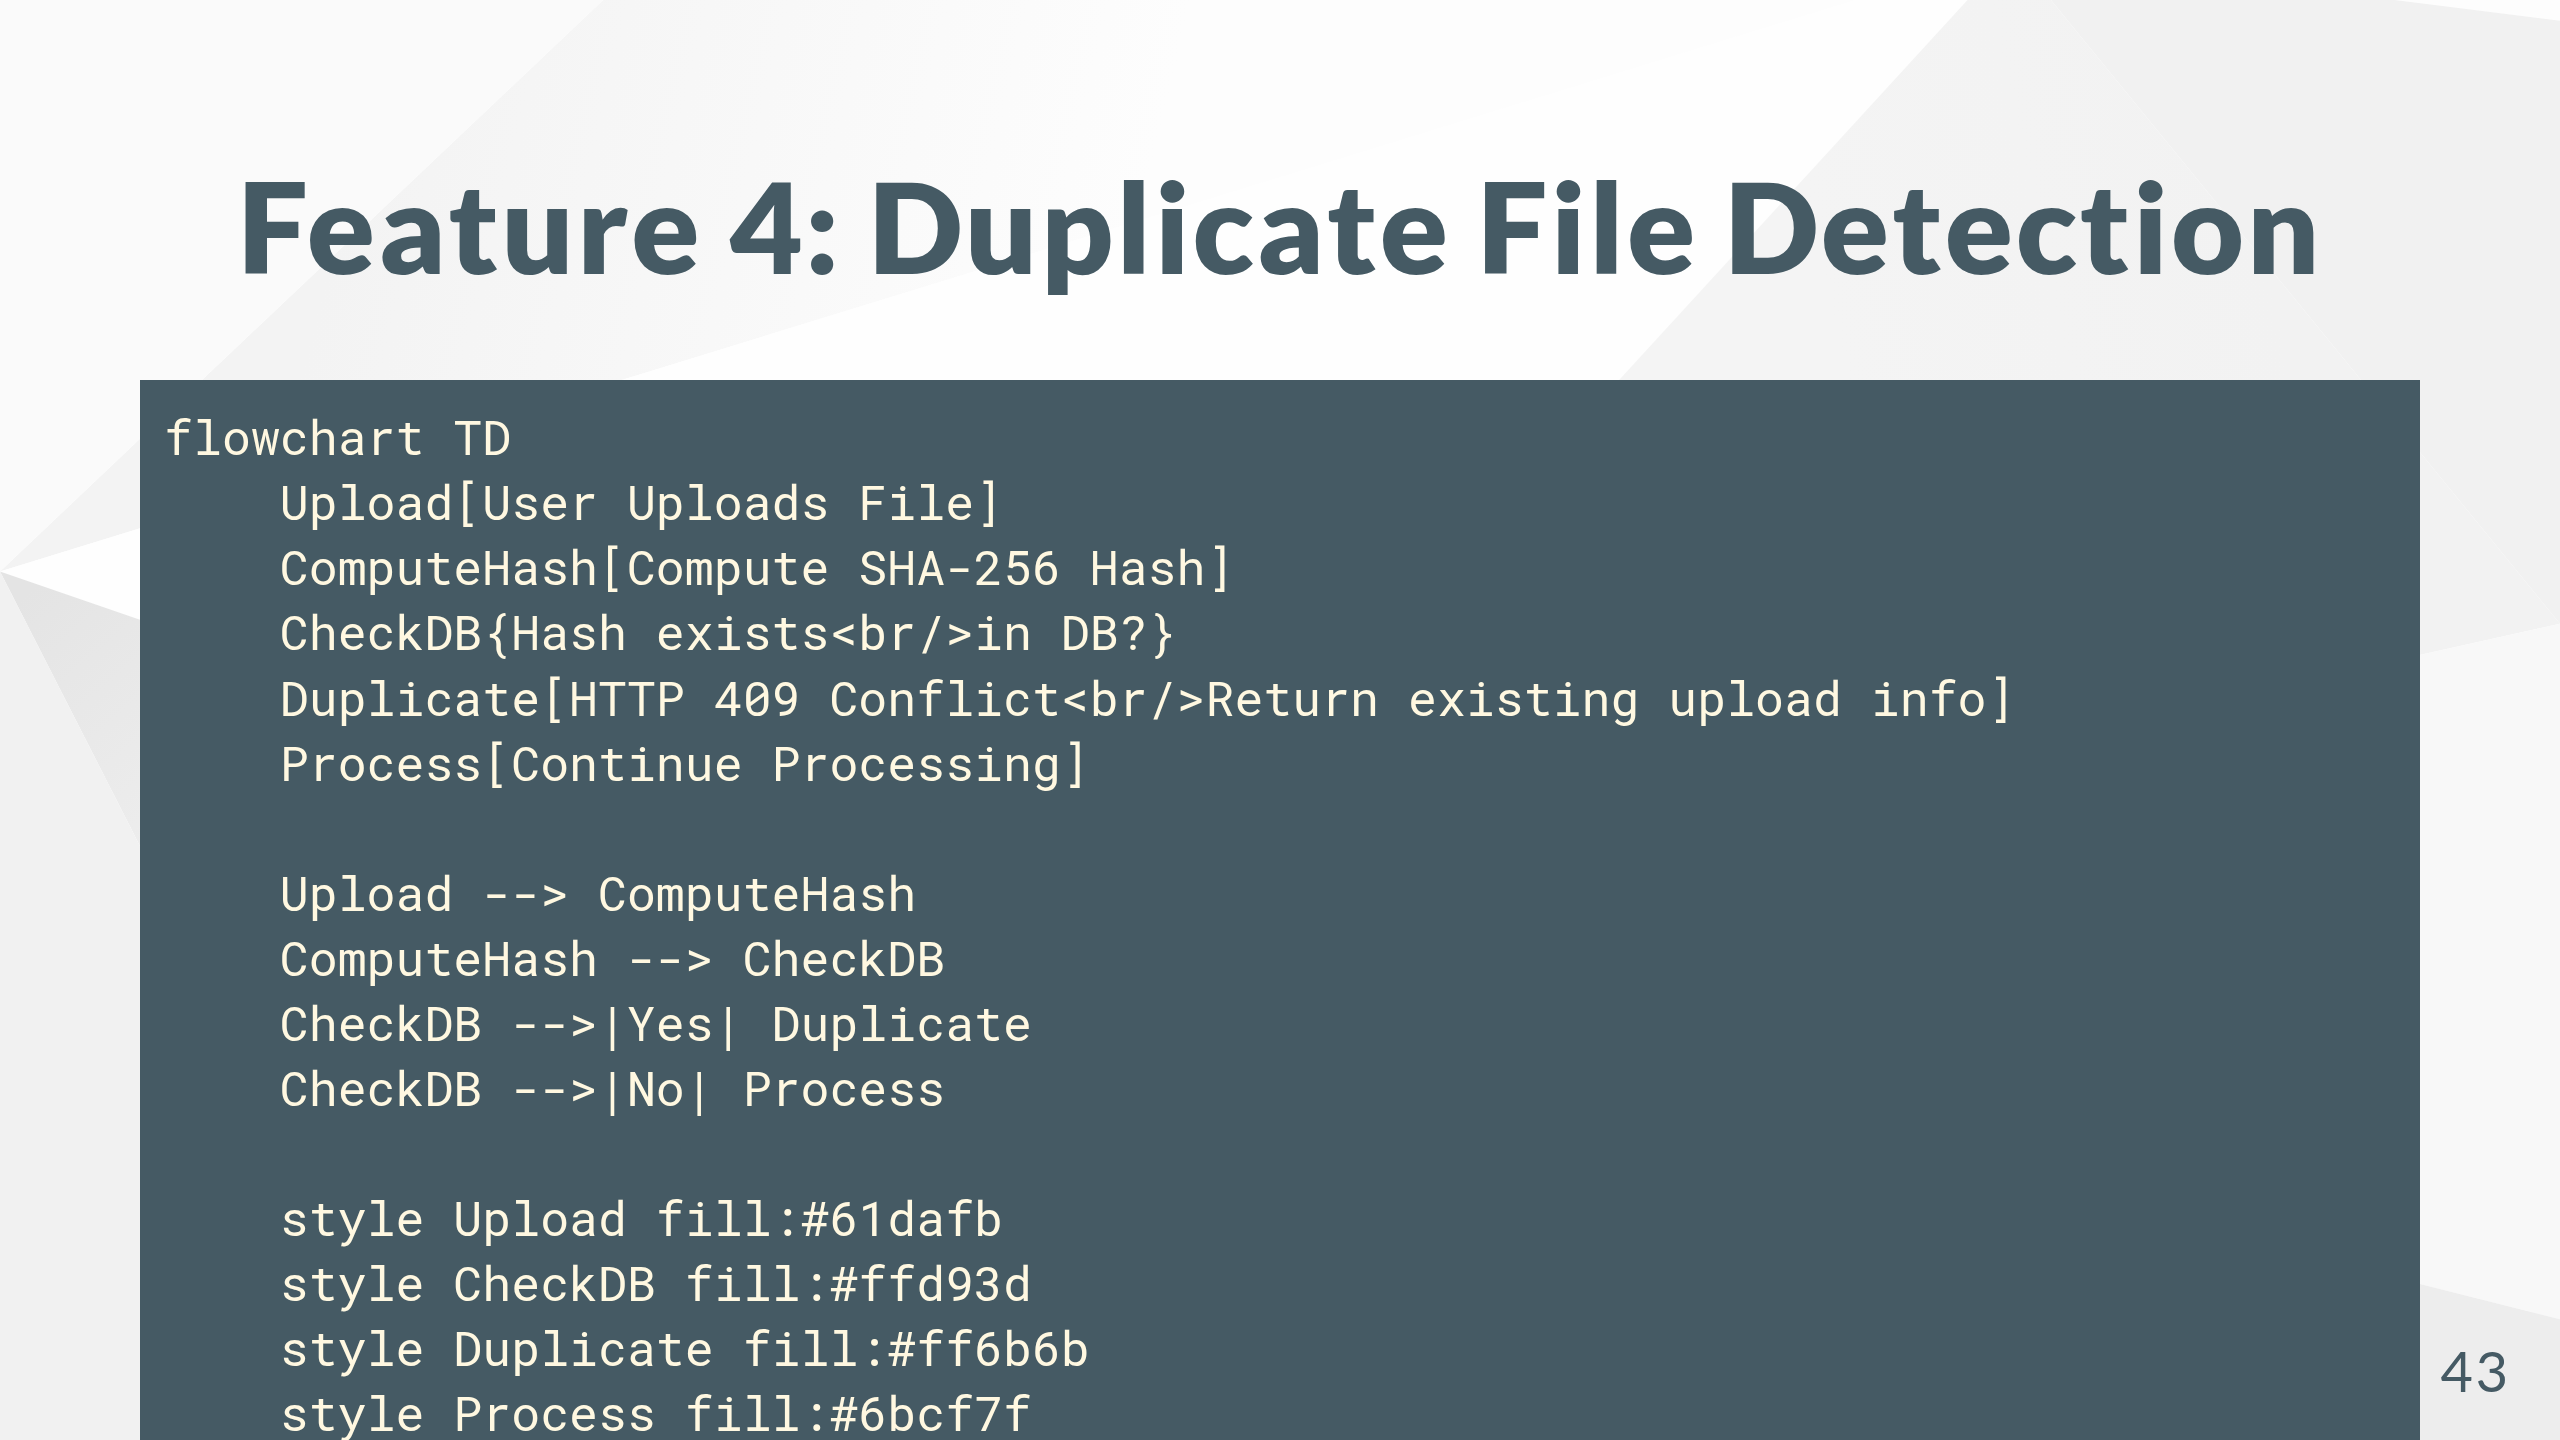 Feature 4: Duplicate File Detection
flowchart TD
    Upload[User Uploads File]
    ComputeHash[Compute SHA-256 Hash]
    CheckDB{Hash exists<br/>in DB?}
    Duplicate[HTTP 409 Conflict<br/>Return existing upload info]
    Process[Continue Processing]

    Upload --> ComputeHash
    ComputeHash --> CheckDB
    CheckDB -->|Yes| Duplicate
    CheckDB -->|No| Process

    style Upload fill:#61dafb
    style CheckDB fill:#ffd93d
    style Duplicate fill:#ff6b6b
    style Process fill:#6bcf7f
43